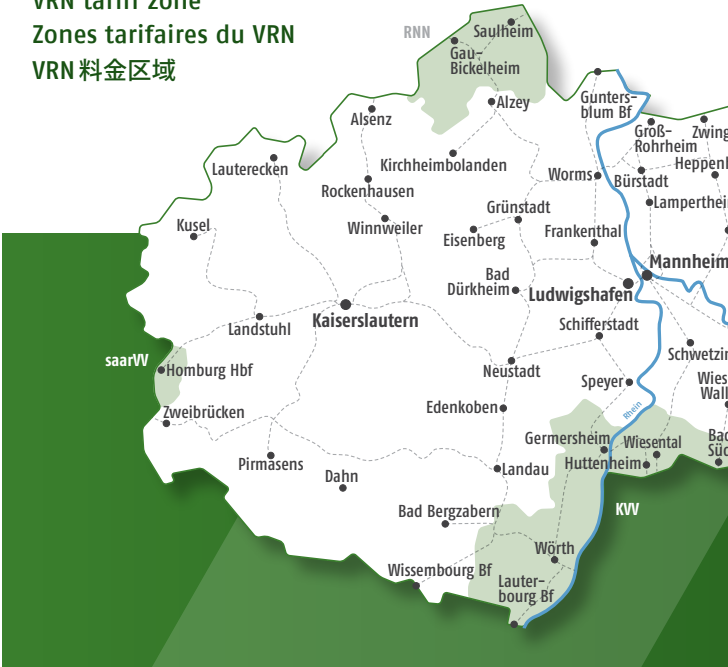 VRN tariff zone
Zones tarifaires du VRN
VRN 料金区域
RNN
Saulheim
Gau-
Bickelheim
Alzey
Alsenz
Gunters-
blum Bf
Groß-
Rohrheim
Zwing
Heppenh
Lauterecken
Kirchheimbolanden
Rockenhausen
Worms
Bürstadt
Lamperthei
Kusel
Winnweiler
Grünstadt
Eisenberg
Frankenthal
Mannheim
Bad
Dürkheim
Ludwigshafen
Landstuhl
Kaiserslautern
Schifferstadt
Schwetzin
saarVV
Homburg Hbf
Neustadt
Speyer
Wies
Wall
Zweibrücken
Edenkoben
Rhein
Germersheim
Wiesental
Bad
Süd
Pirmasens
Dahn
Landau
Huttenheim
Bad Bergzabern
KVV
Wörth
Wissembourg Bf
Lauter-
bourg Bf